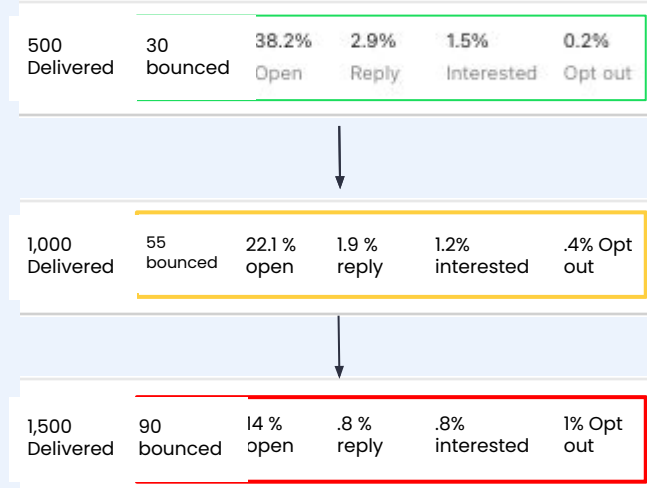 500 30 38.2% 2.9% 1.5% 0.2%
Delivered bounced Open Reply Interested Opt out
1,000 55 22.1 % 1.9 % 1.2% .4% Opt
Delivered bounced open reply interested out
1,500 90 14 % .8 % .8% 1% Opt
Delivered bounced open reply interested out